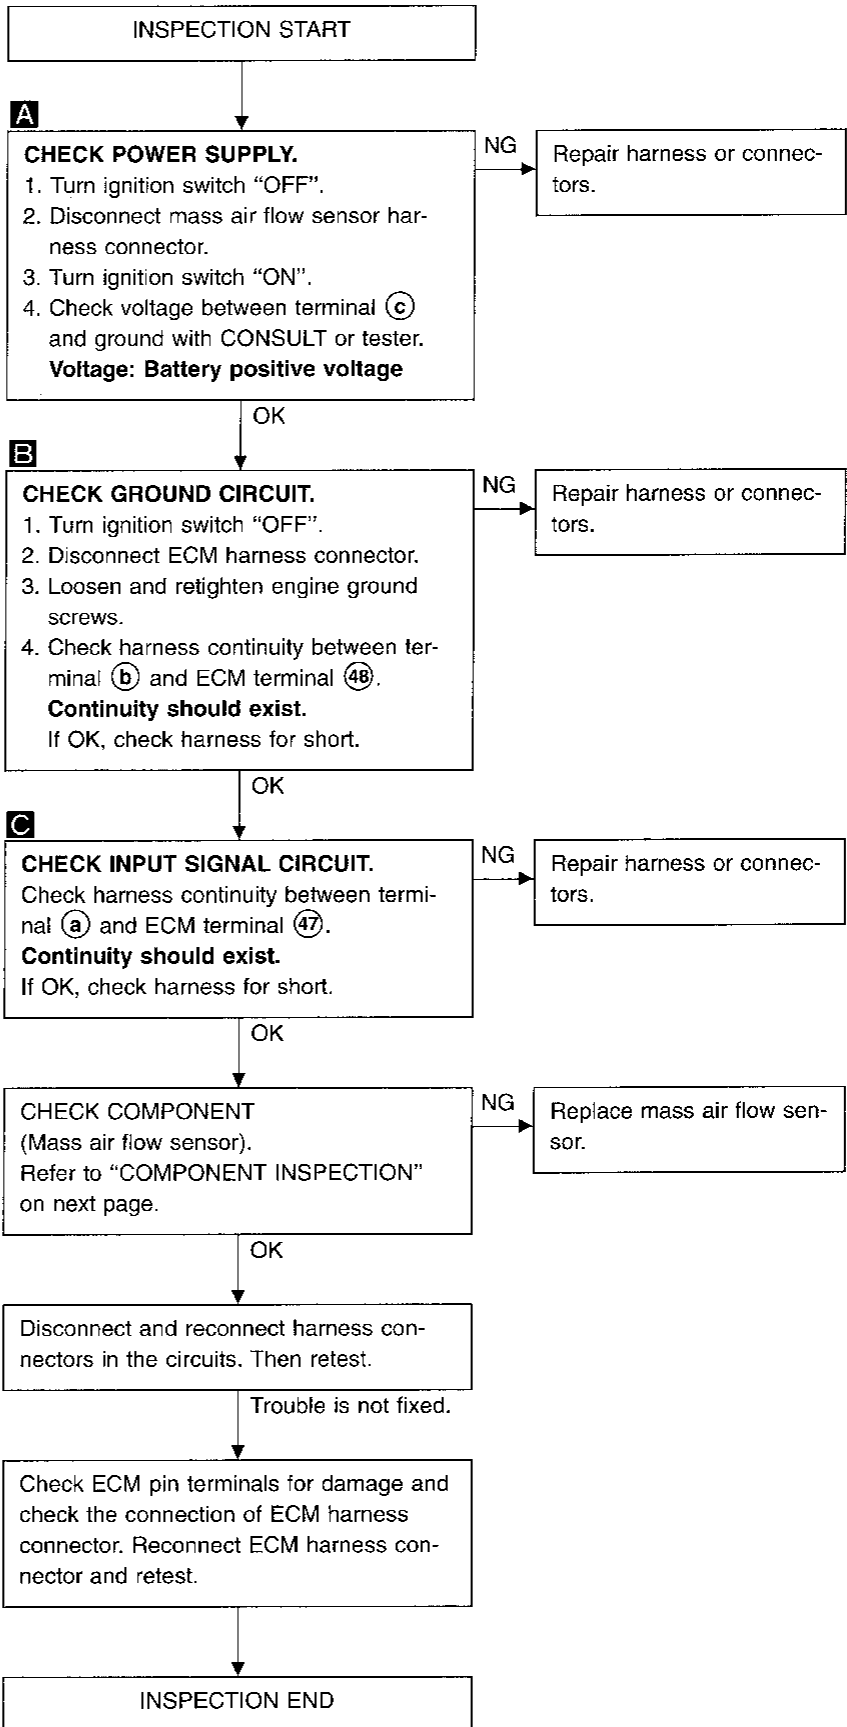 INSPECTION START
A
CHECK POWER SUPPLY.
1. Turn ignition switch “OFF”.
2. Disconnect mass air flow sensor har-
ness connector.
3. Turn ignition switch “ON”.
4. Check voltage between terminal ⓒ
and ground with CONSULT or tester.
Voltage: Battery positive voltage
NG
Repair harness or connec-
tors.
OK
B
CHECK GROUND CIRCUIT.
1. Turn ignition switch “OFF”.
2. Disconnect ECM harness connector.
3. Loosen and retighten engine ground
screws.
4. Check harness continuity between ter-
minal ⓑ and ECM terminal ㊽.
Continuity should exist.
If OK, check harness for short.
NG
Repair harness or connec-
tors.
OK
C
CHECK INPUT SIGNAL CIRCUIT.
Check harness continuity between termi-
nal ⓐ and ECM terminal ㊼.
Continuity should exist.
If OK, check harness for short.
NG
Repair harness or connec-
tors.
OK
CHECK COMPONENT
(Mass air flow sensor).
Refer to “COMPONENT INSPECTION”
on next page.
NG
Replace mass air flow sen-
sor.
OK
Disconnect and reconnect harness con-
nectors in the circuits. Then retest.
Trouble is not fixed.
Check ECM pin terminals for damage and
check the connection of ECM harness
connector. Reconnect ECM harness con-
nector and retest.
INSPECTION END